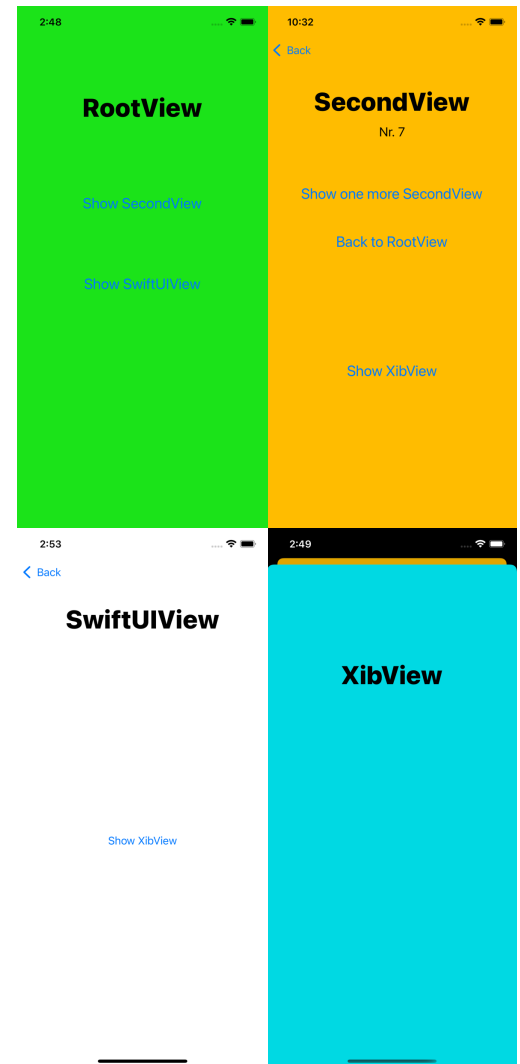 2:48
RootView
Show SecondView
Show SwiftUIView
10:32
Back
SecondView
Nr. 7
Show one more SecondView
Back to RootView
Show XibView
2:53
Back
SwiftUIView
Show XibView
2:49
XibView